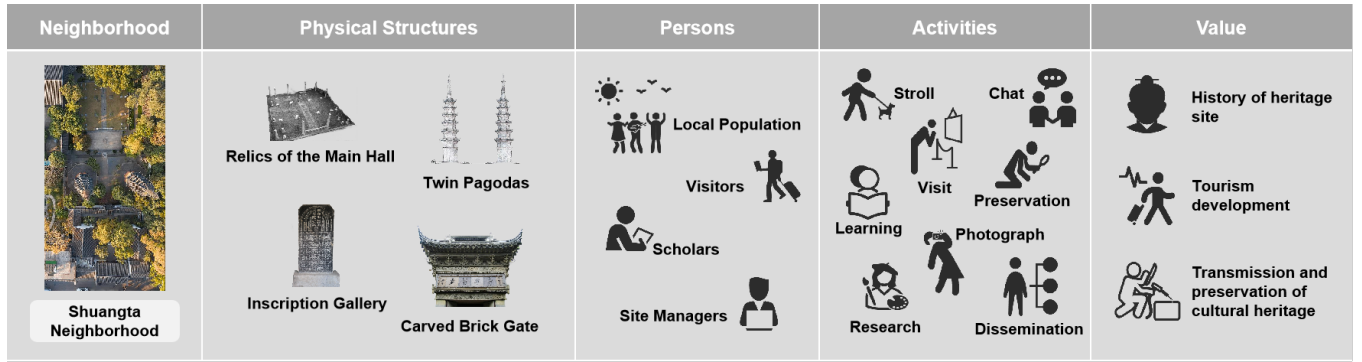 Neighborhood
Physical Structures
Persons
Activities
Value
Shuangta
Neighborhood
Relics of the Main Hall
Twin Pagodas
Inscription Gallery
Carved Brick Gate
Local Population
Visitors
Scholars
Site Managers
Stroll
Chat
Visit
Preservation
Learning
Photograph
Research
Dissemination
History of heritage
site
Tourism
development
Transmission and
preservation of
cultural heritage